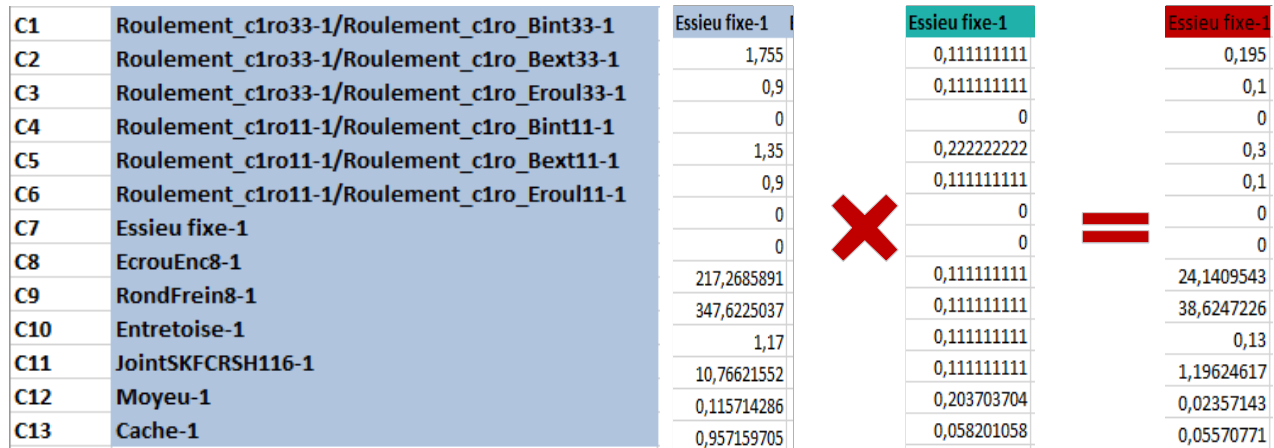 Essieu fixe-1 Essieu fixe-1 Essieu fixe-1
C1 Roulement_c1ro33-1/Roulement_c1ro_Bint33-1 1,755 0,111111111 0,195
C2 Roulement_c1ro33-1/Roulement_c1ro_Bext33-1 0,9 0,111111111 0,1
C3 Roulement_c1ro33-1/Roulement_c1ro_Eroul33-1 0 0 0
C4 Roulement_c1ro11-1/Roulement_c1ro_Bint11-1 1,35 0,222222222 0,3
C5 Roulement_c1ro11-1/Roulement_c1ro_Bext11-1 0,9 0,111111111 0,1
C6 Roulement_c1ro11-1/Roulement_c1ro_Eroul11-1 0 0 0
C7 Essieu fixe-1 0 0 0
C8 EcrouEnc8-1 217,2685891 0,111111111 24,1409543
C9 RondFrein8-1 347,6225037 0,111111111 38,6247226
C10 Entretoise-1 1,17 0,111111111 0,13
C11 JointSKFCRSH116-1 10,76621552 0,111111111 1,19624617
C12 Moyeu-1 0,115714286 0,203703704 0,02357143
C13 Cache-1 0,957159705 0,058201058 0,05570771
× =